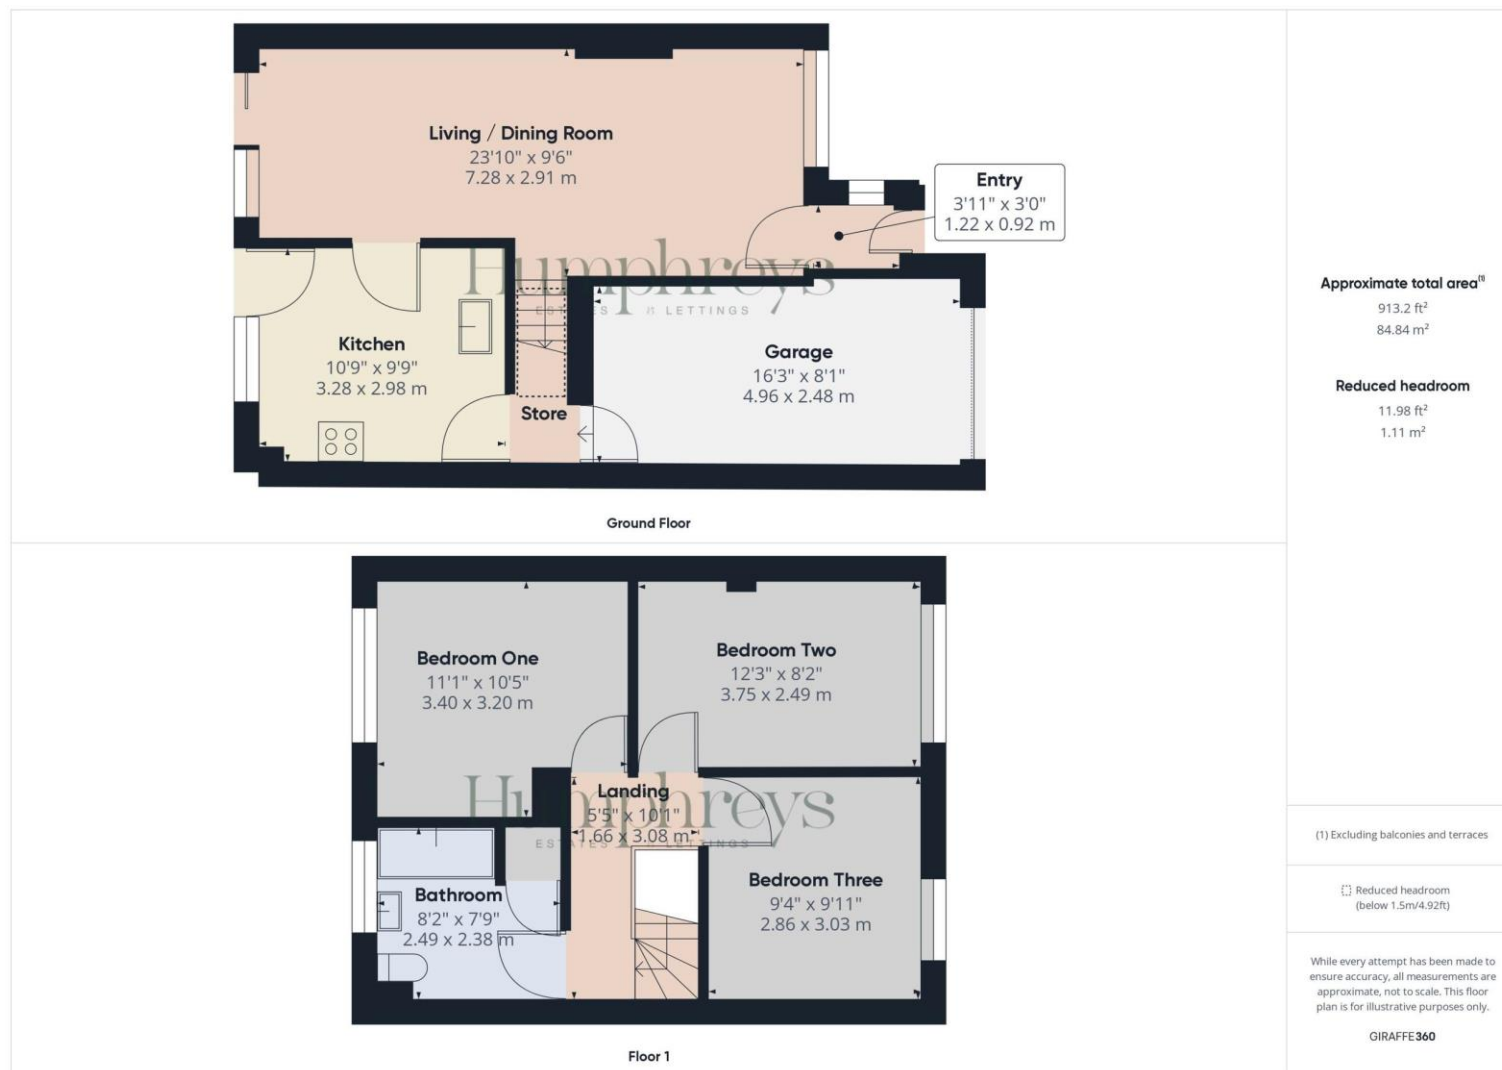 Living / Dining Room
23'10" x 9'6"
7.28 x 2.91 m
Entry
3'11" x 3'0"
1.22 x 0.92 m
Humphreys
ESTATES & LETTINGS
Kitchen
10'9" x 9'9"
3.28 x 2.98 m
Garage
16'3" x 8'1"
4.96 x 2.48 m
Store
Ground Floor
Bedroom One
11'1" x 10'5"
3.40 x 3.20 m
Bedroom Two
12'3" x 8'2"
3.75 x 2.49 m
Humphreys
ESTATES & LETTINGS
Landing
5'5" x 10'1"
1.66 x 3.08 m
Bathroom
8'2" x 7'9"
2.49 x 2.38 m
Bedroom Three
9'4" x 9'11"
2.86 x 3.03 m
Floor 1
Approximate total area(1)
913.2 ft²
84.84 m²
Reduced headroom
11.98 ft²
1.11 m²
(1) Excluding balconies and terraces
Reduced headroom
(below 1.5m/4.92ft)
While every attempt has been made to
ensure accuracy, all measurements are
approximate, not to scale. This floor
plan is for illustrative purposes only.
GIRAFFE360